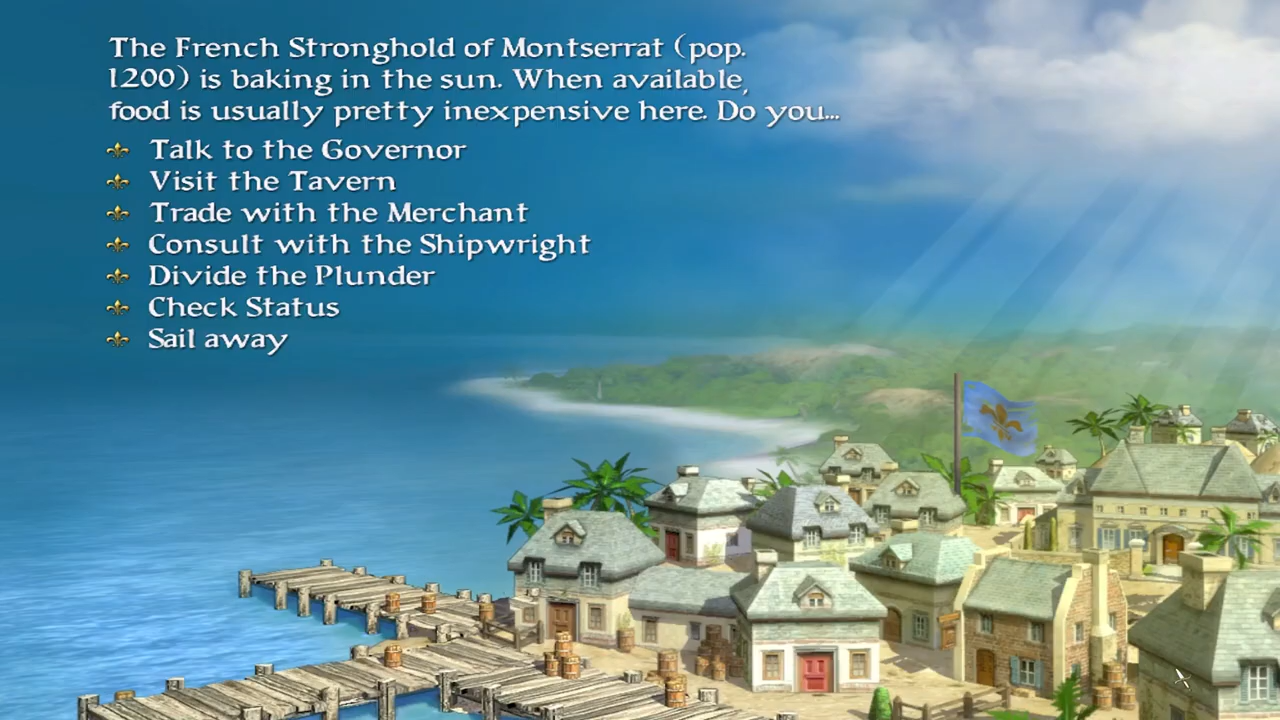 The French Stronghold of Montserrat (pop.
1200) is baking in the sun. When available,
food is usually pretty inexpensive here. Do you...
Talk to the Governor
Visit the Tavern
Trade with the Merchant
Consult with the Shipwright
Divide the Plunder
Check Status
Sail away